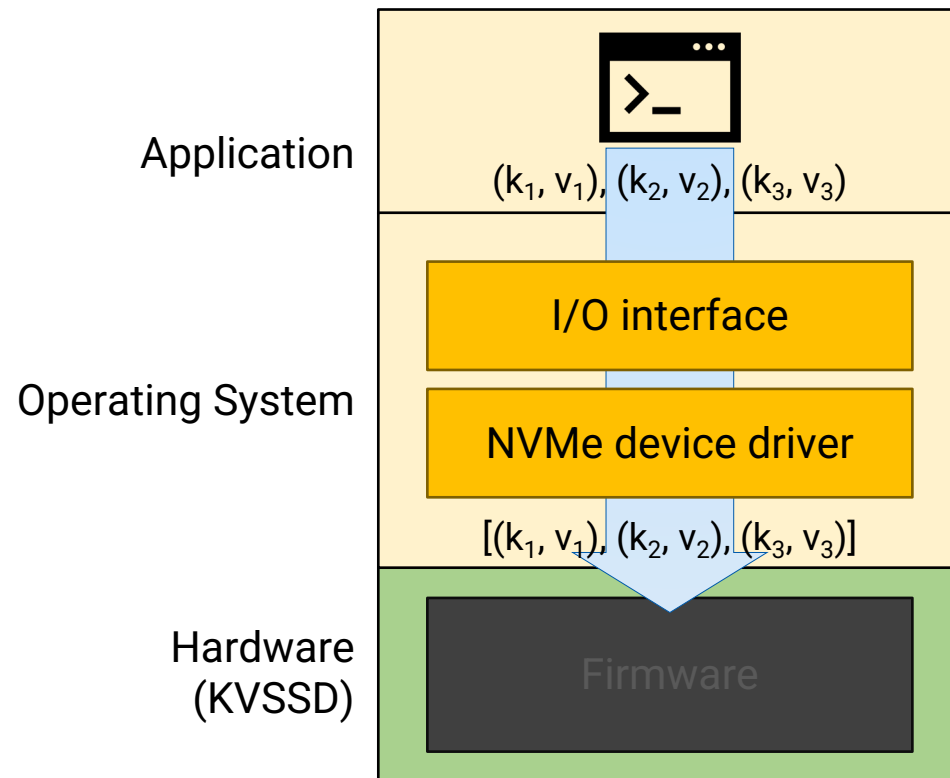 >_
Application
(k₁, v₁), (k₂, v₂), (k₃, v₃)
I/O interface
Operating System
NVMe device driver
[(k₁, v₁), (k₂, v₂), (k₃, v₃)]
Hardware
(KVSSD)
Firmware